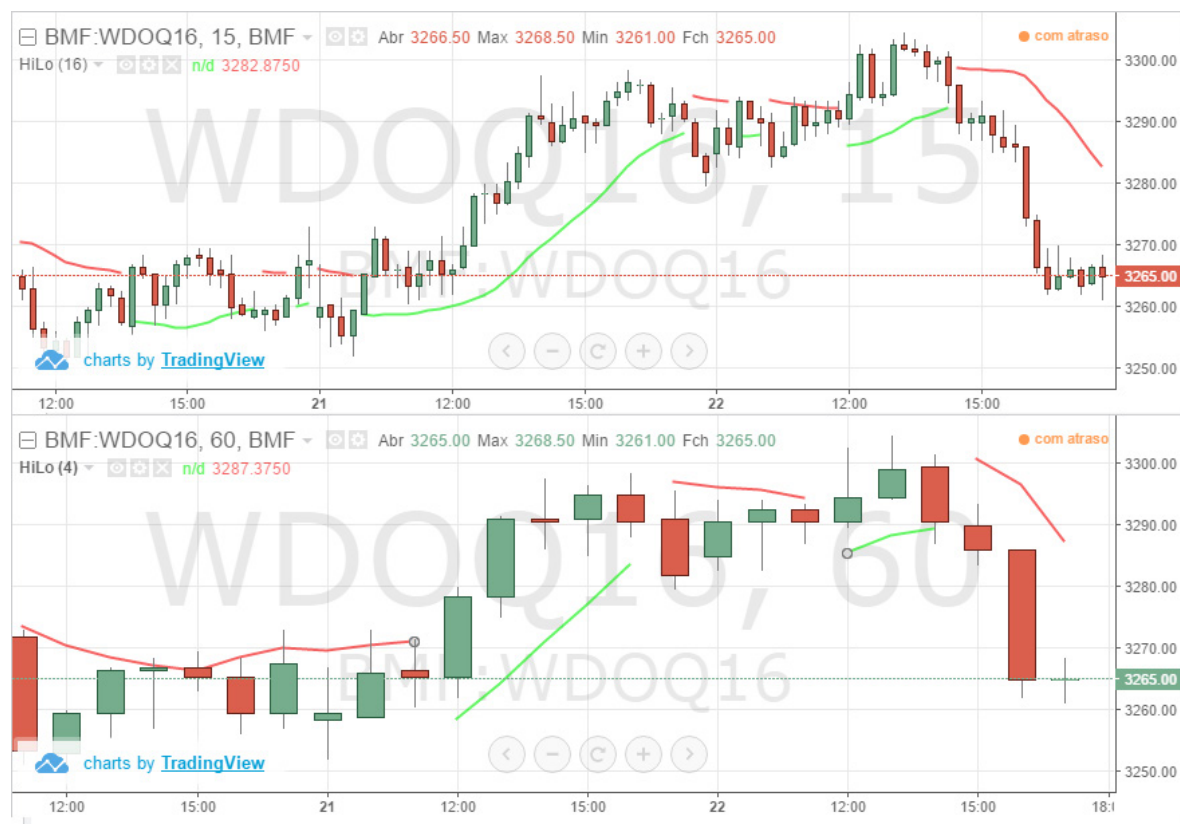 BMF:WDOQ16, 15, BMF Abr 3266.50 Max 3268.50 Min 3261.00 Fch 3265.00
com atraso
HiLo (16) n/d 3282.8750
WDOQ16, 15
BMF:WDOQ16
3300.00
3290.00
3280.00
3270.00
3265.00
3260.00
3250.00
charts by TradingView
12:00 15:00 21 12:00 15:00 22 12:00 15:00
BMF:WDOQ16, 60, BMF Abr 3265.00 Max 3268.50 Min 3261.00 Fch 3265.00
com atraso
HiLo (4) n/d 3287.3750
WDOQ16, 60
BMF:WDOQ16
3300.00
3290.00
3280.00
3270.00
3265.00
3260.00
3250.00
charts by TradingView
12:00 15:00 21 12:00 15:00 22 12:00 15:00 18: